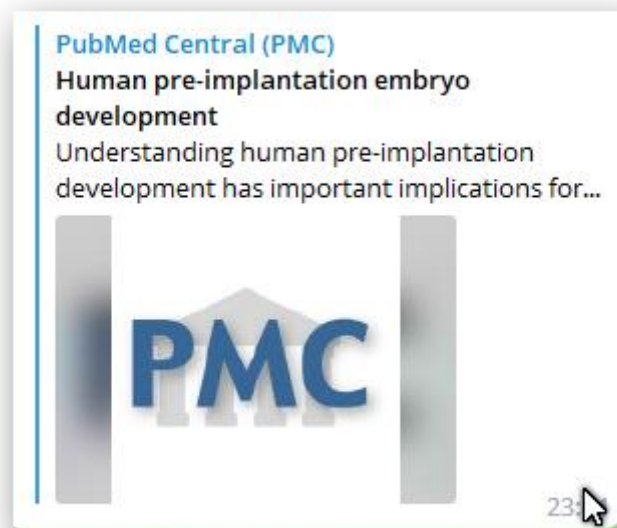 PubMed Central (PMC)
Human pre-implantation embryo
development
Understanding human pre-implantation
development has important implications for...
PMC